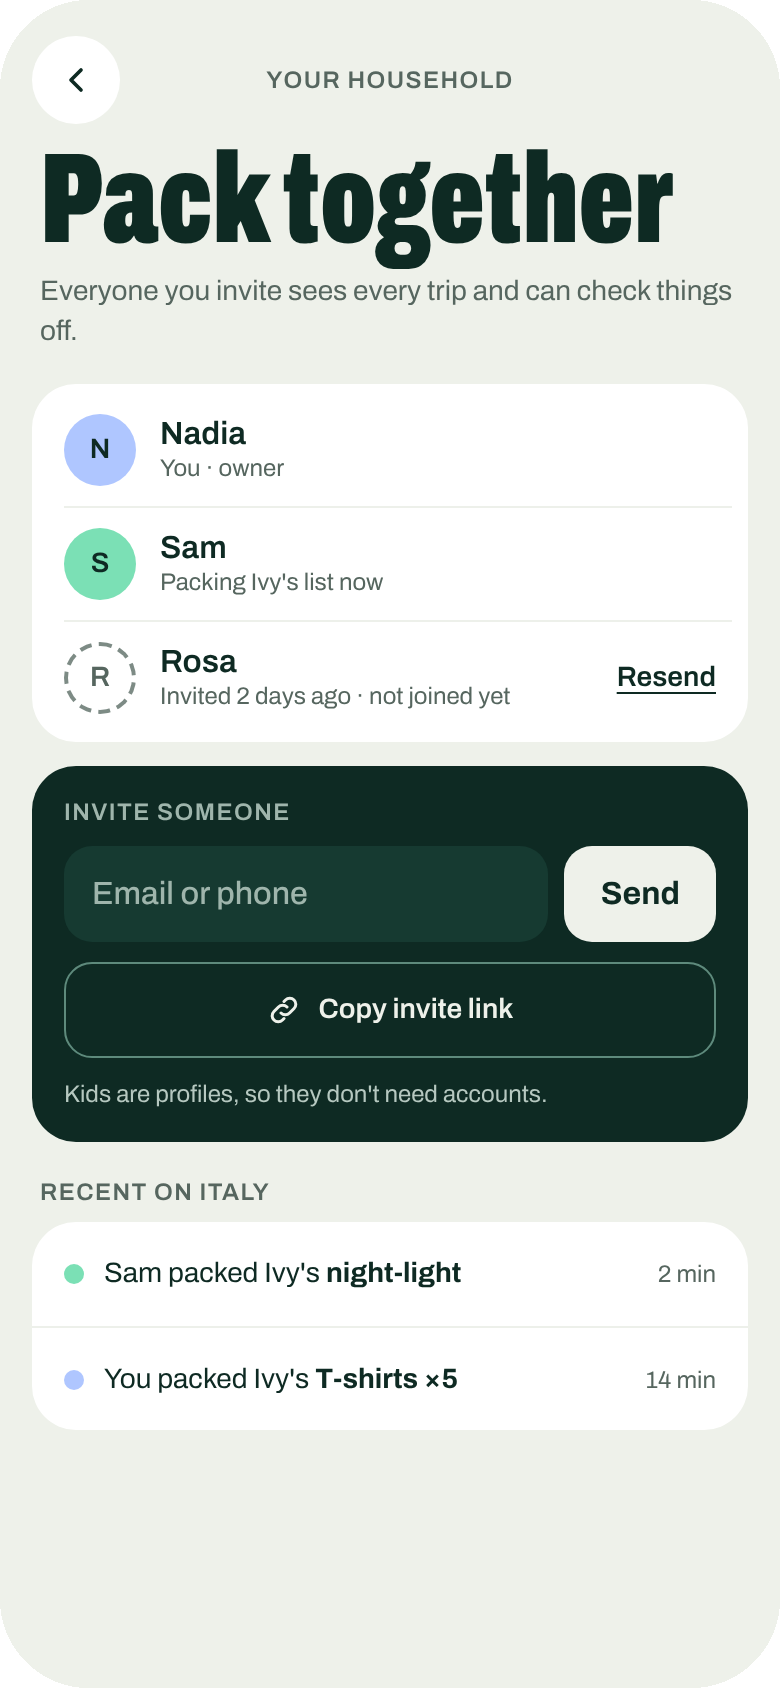 YOUR HOUSEHOLD
Pack together
Everyone you invite sees every trip and can check things
off.
N
Nadia
You · owner
S
Sam
Packing Ivy's list now
R
Rosa
Invited 2 days ago · not joined yet
Resend
INVITE SOMEONE
Email or phone
Send
Copy invite link
Kids are profiles, so they don't need accounts.
RECENT ON ITALY
Sam packed Ivy's night-light
2 min
You packed Ivy's T-shirts ×5
14 min